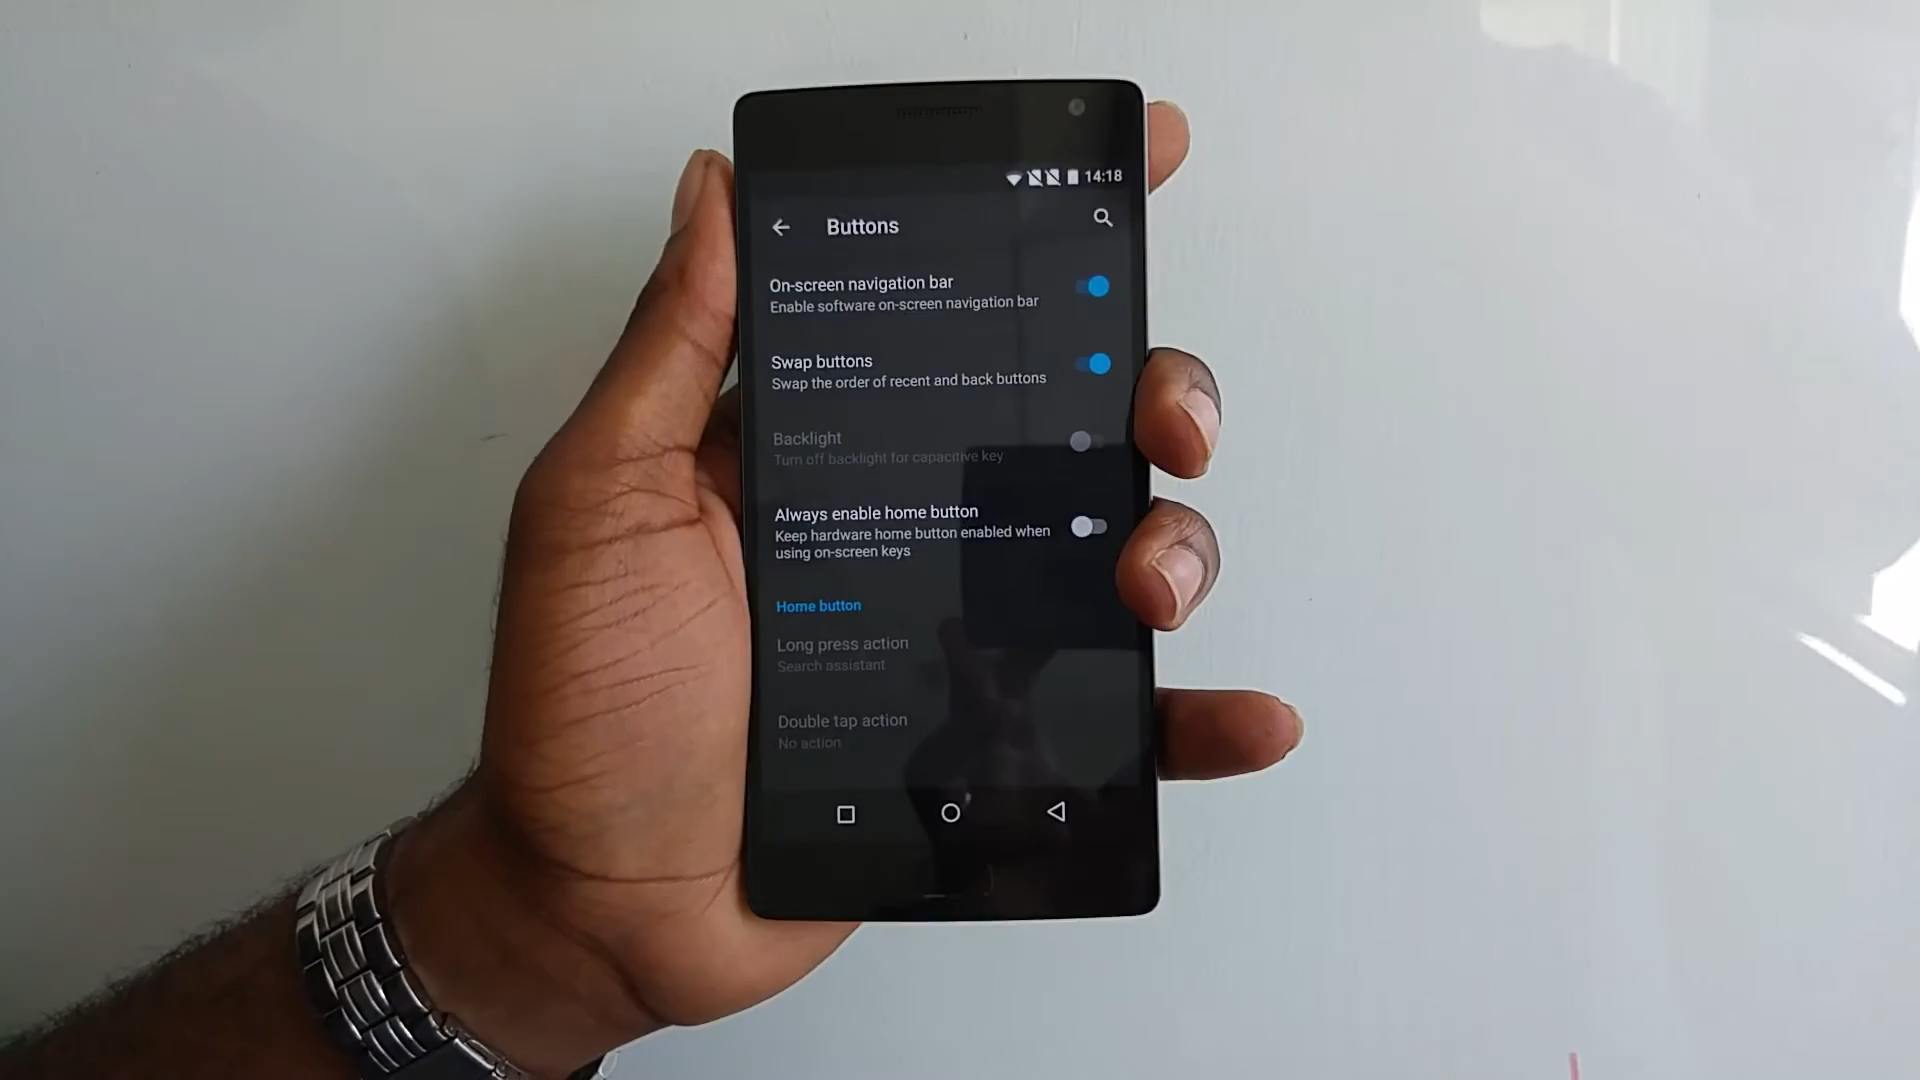 14:18
Buttons
On-screen navigation bar
Enable software on-screen navigation bar
Swap buttons
Swap the order of recent and back buttons
Backlight
Turn off backlight for capacitive key
Always enable home button
Keep hardware home button enabled when
using on-screen keys
Home button
Long press action
Search assistant
Double tap action
No action